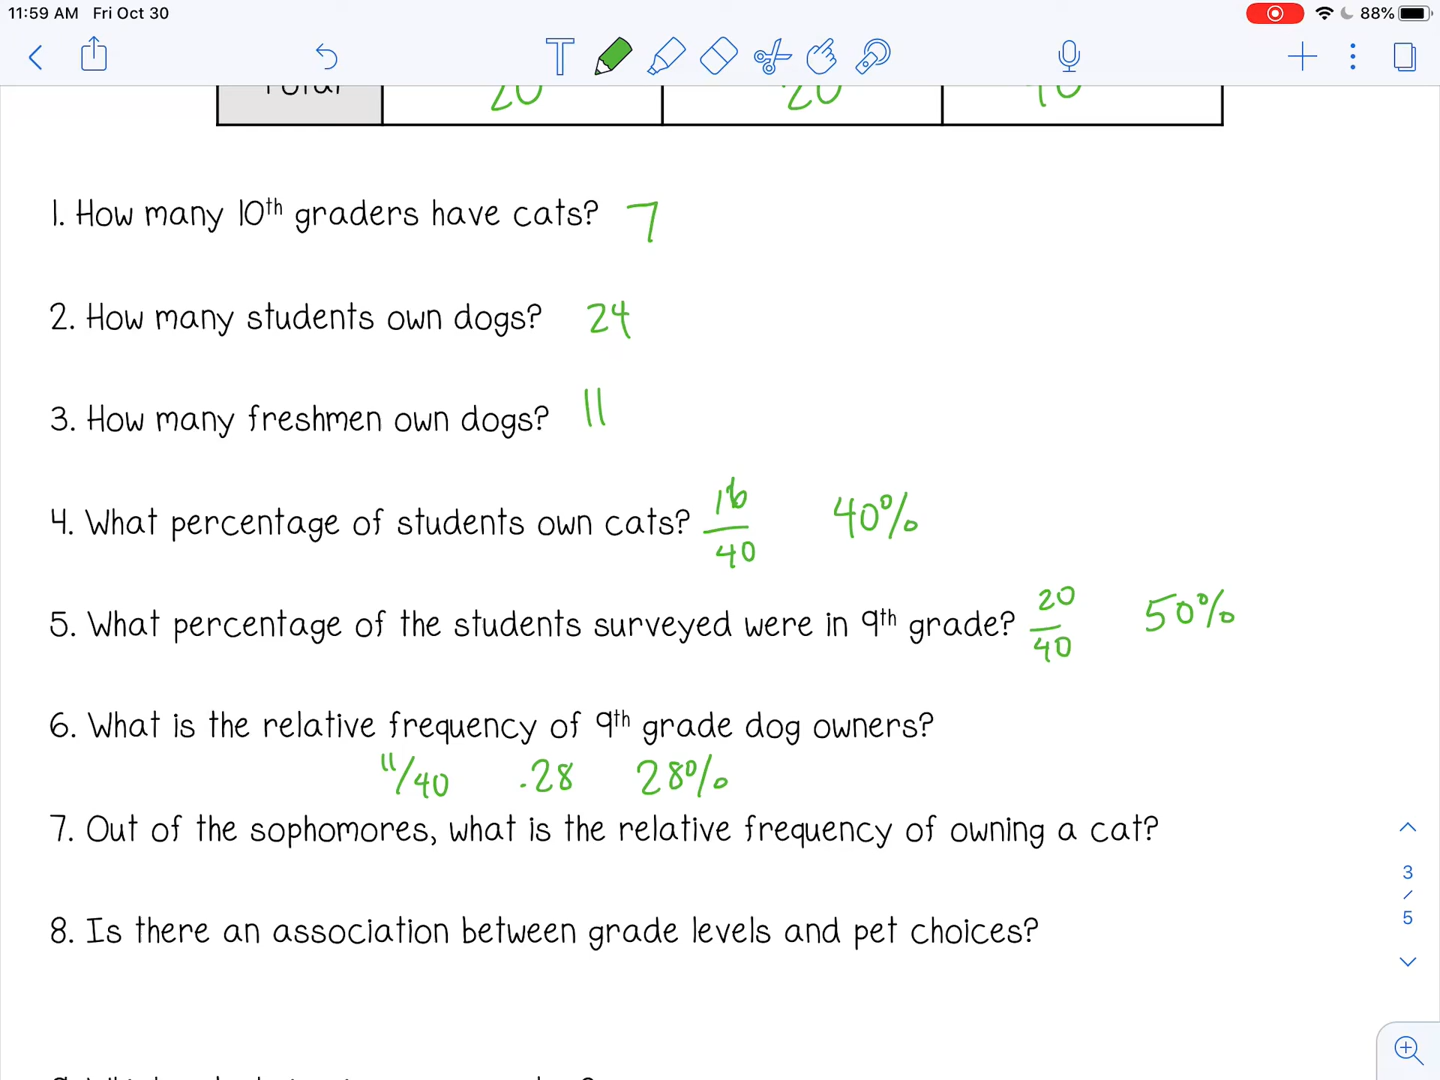 11:59 AM Fri Oct 30 88%
T
Total 20 20 40
1. How many 10th graders have cats? 7
2. How many students own dogs? 24
3. How many freshmen own dogs? 11
4. What percentage of students own cats? 16/40 40%
5. What percentage of the students surveyed were in 9th grade? 20/40 50%
6. What is the relative frequency of 9th grade dog owners?
11/40 .28 28%
7. Out of the sophomores, what is the relative frequency of owning a cat?
3/5
8. Is there an association between grade levels and pet choices?